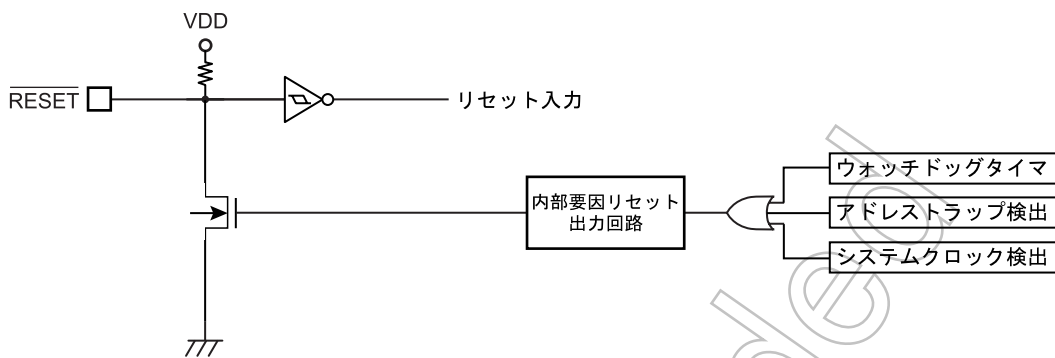 VDD
RESET
リセット入力
ウォッチドッグタイマ
内部要因リセット
出力回路
アドレストラップ検出
システムクロック検出
ded